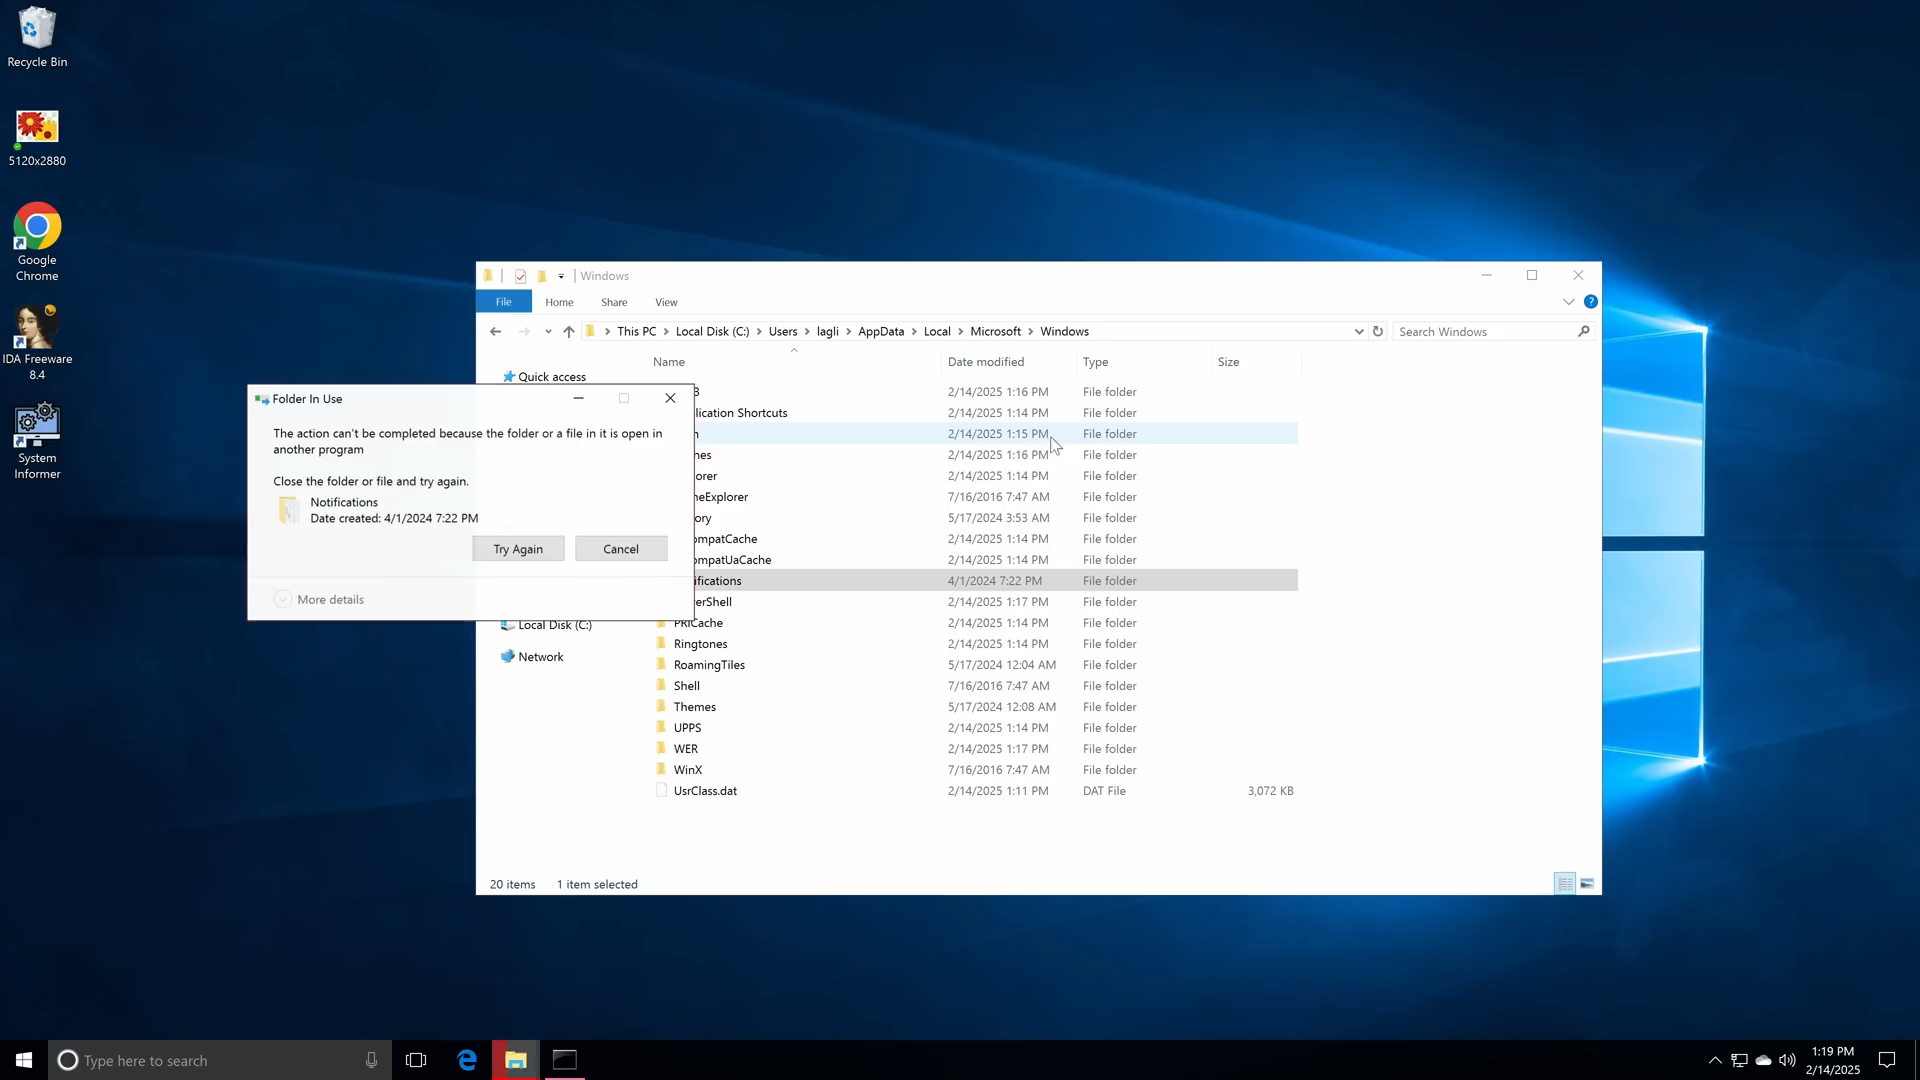 Recycle Bin
5120x2880
Google
Chrome
IDA Freeware
8.4
System
Informer
Windows
File
Home
Share
View
?
This PC
Local Disk (C:)
Users
lagli
AppData
Local
Microsoft
Windows
Search Windows
Name
Date modified
Type
Size
Quick access
2/14/2025 1:16 PM
File folder
lication Shortcuts
2/14/2025 1:14 PM
File folder
2/14/2025 1:15 PM
File folder
2/14/2025 1:16 PM
File folder
orer
2/14/2025 1:14 PM
File folder
neExplorer
7/16/2016 7:47 AM
File folder
ory
5/17/2024 3:53 AM
File folder
ompatCache
2/14/2025 1:14 PM
File folder
ompatUaCache
2/14/2025 1:14 PM
File folder
ifications
4/1/2024 7:22 PM
File folder
erShell
2/14/2025 1:17 PM
File folder
PRICache
2/14/2025 1:14 PM
File folder
Ringtones
2/14/2025 1:14 PM
File folder
RoamingTiles
5/17/2024 12:04 AM
File folder
Shell
7/16/2016 7:47 AM
File folder
Themes
5/17/2024 12:08 AM
File folder
UPPS
2/14/2025 1:14 PM
File folder
WER
2/14/2025 1:17 PM
File folder
WinX
7/16/2016 7:47 AM
File folder
UsrClass.dat
2/14/2025 1:11 PM
DAT File
3,072 KB
Local Disk (C:)
Network
20 items
1 item selected
Folder In Use
The action can't be completed because the folder or a file in it is open in
another program
Close the folder or file and try again.
Notifications
Date created: 4/1/2024 7:22 PM
Try Again
Cancel
More details
Type here to search
1:19 PM
2/14/2025